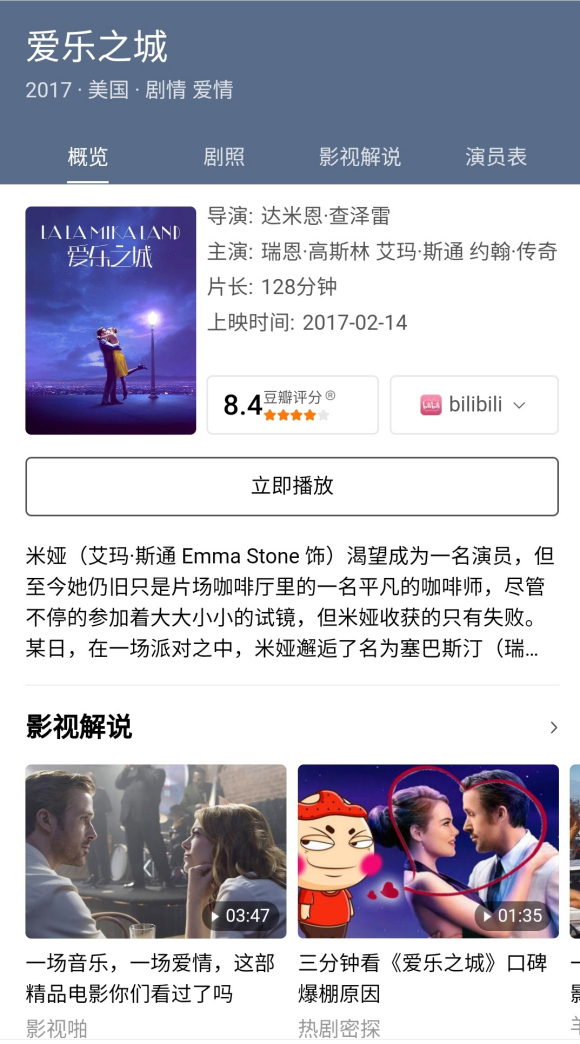 爱乐之城
2017 · 美国 · 剧情 爱情
概览
剧照
影视解说
演员表
LA LA MIKA LAND
爱乐之城
导演: 达米恩·查泽雷
主演: 瑞恩·高斯林 艾玛·斯通 约翰·传奇
片长: 128分钟
上映时间: 2017-02-14
8.4 豆瓣评分®
LALA
bilibili
立即播放
米娅（艾玛·斯通 Emma Stone 饰）渴望成为一名演员，但
至今她仍旧只是片场咖啡厅里的一名平凡的咖啡师，尽管
不停的参加着大大小小的试镜，但米娅收获的只有失败。
某日，在一场派对之中，米娅邂逅了名为塞巴斯汀（瑞...
影视解说
03:47
01:35
一场音乐，一场爱情，这部
精品电影你们看过了吗
影视啪
三分钟看《爱乐之城》口碑
爆棚原因
热剧密探